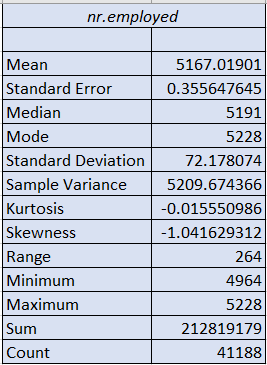 nr.employed
Mean 5167.01901
Standard Error 0.355647645
Median 5191
Mode 5228
Standard Deviation 72.178074
Sample Variance 5209.674366
Kurtosis -0.015550986
Skewness -1.041629312
Range 264
Minimum 4964
Maximum 5228
Sum 212819179
Count 41188